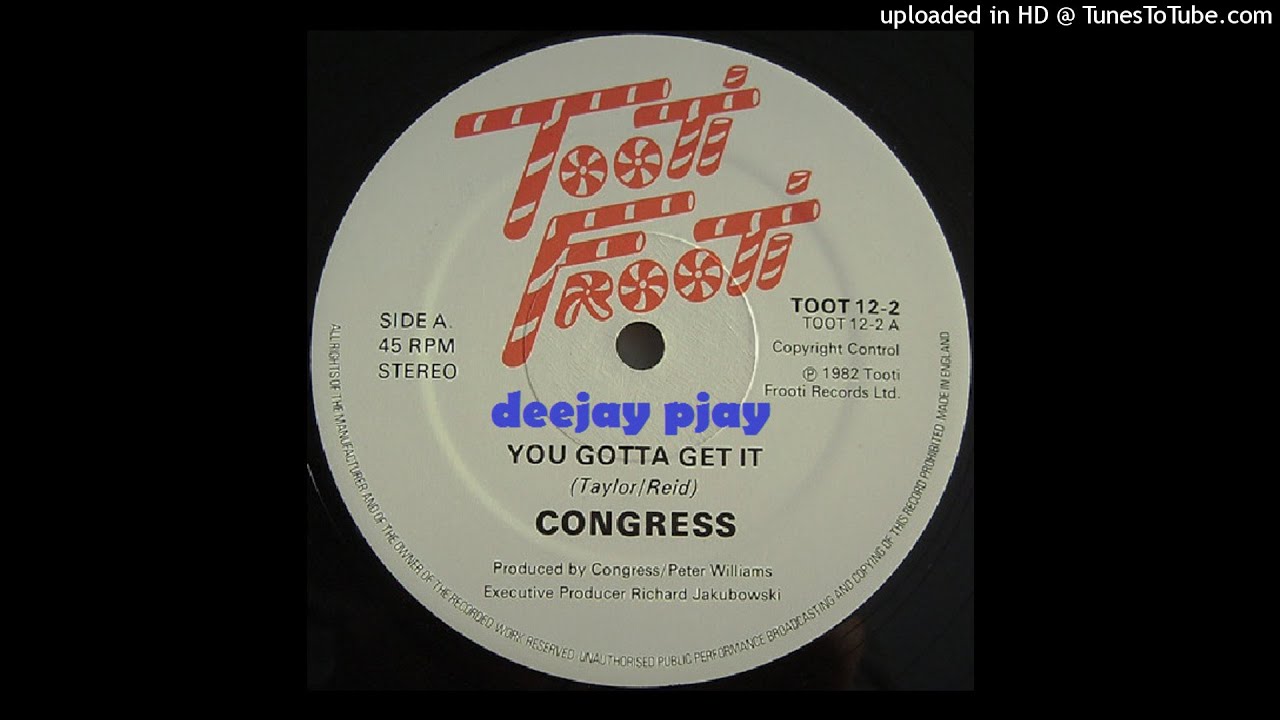 uploaded in HD @ TunesToTube.com
TOOTI
FROOTI
SIDE A.
45 RPM
STEREO
TOOT 12-2
TOOT 12-2 A
Copyright Control
℗ 1982 Tooti
Frooti Records Ltd.
deejay pjay
YOU GOTTA GET IT
(Taylor/Reid)
CONGRESS
Produced by Congress/Peter Williams
Executive Producer Richard Jakubowski
ALL RIGHTS OF THE MANUFACTURER AND OF THE OWNER OF THE RECORDED WORK RESERVED. UNAUTHORISED PUBLIC PERFORMANCE BROADCASTING AND COPYING OF THIS RECORD PROHIBITED. MADE IN ENGLAND